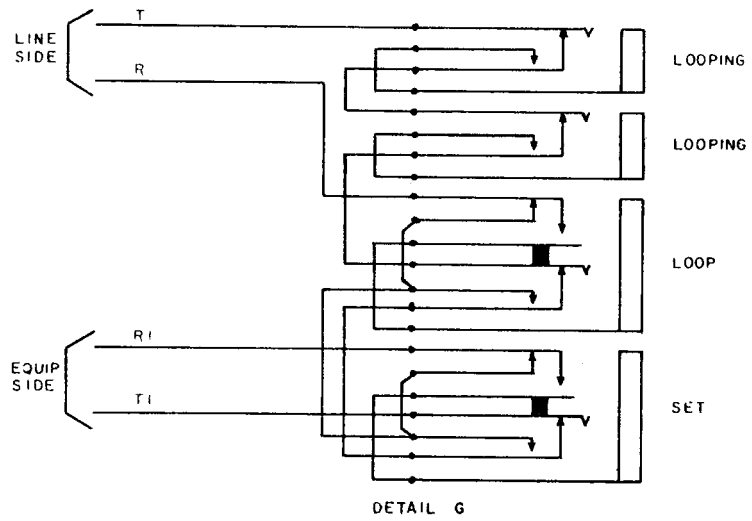 T
LINE
SIDE
R
LOOPING
LOOPING
LOOP
R1
EQUIP
SIDE
T1
SET
DETAIL G